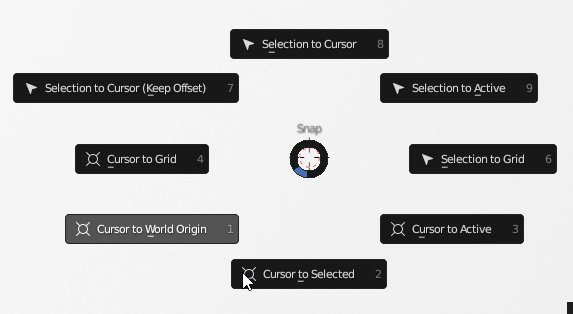 Selection to Cursor 8
Selection to Cursor (Keep Offset) 7
Selection to Active 9
Snap
Cursor to Grid 4
Selection to Grid 6
Cursor to World Origin 1
Cursor to Active 3
Cursor to Selected 2